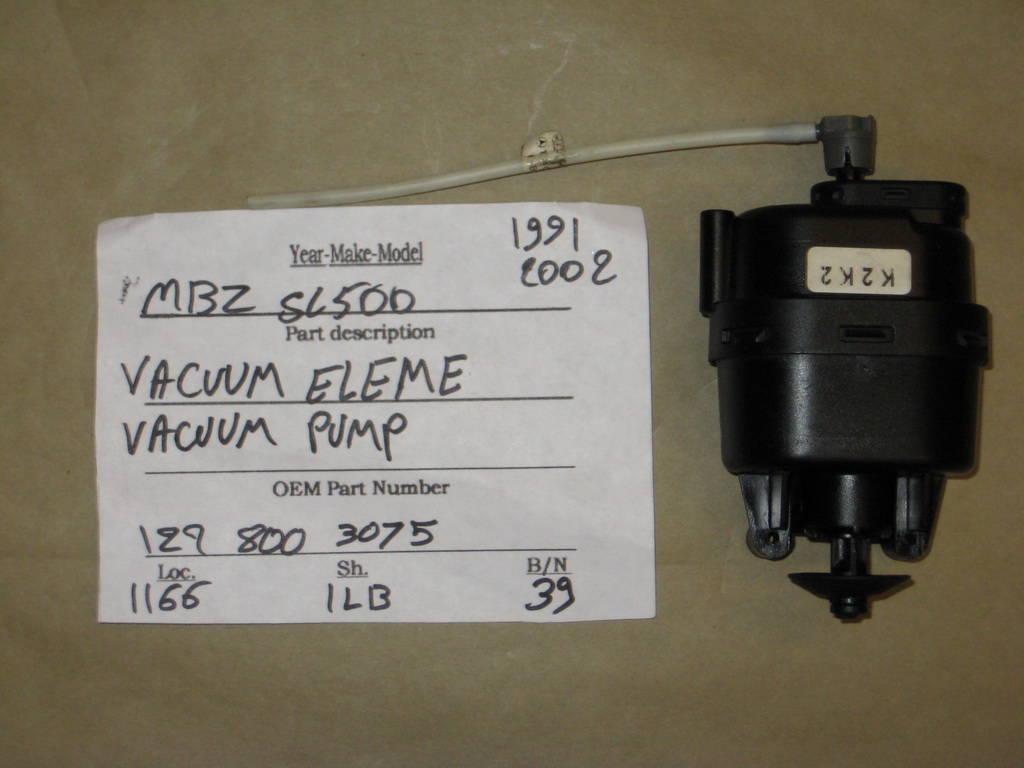 1991
Year-Make-Model
2002
MBZ SL500
Part description
VACUUM ELEME
VACUUM PUMP
OEM Part Number
129 800 3075
Loc. Sh. B/N
1166 1LB 39
K2K2